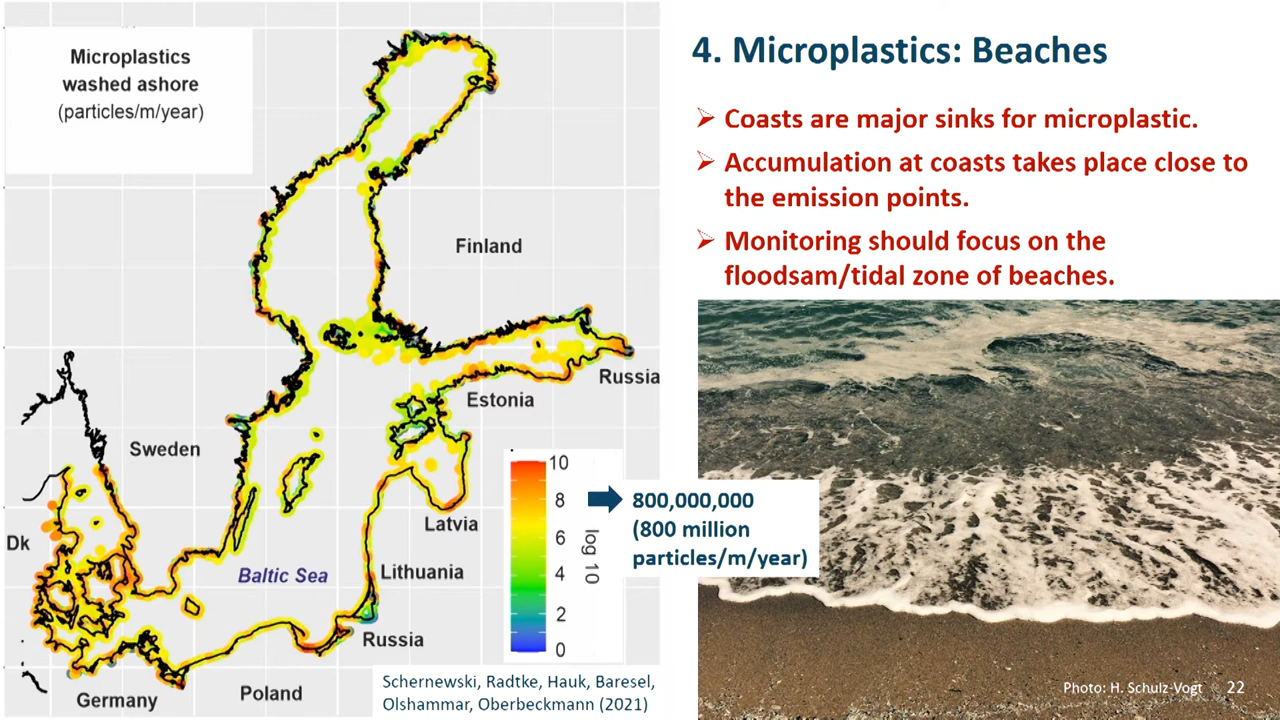 Microplastics
washed ashore
(particles/m/year)
4. Microplastics: Beaches
➢ Coasts are major sinks for microplastic.
➢ Accumulation at coasts takes place close to
the emission points.
➢ Monitoring should focus on the
floodsam/tidal zone of beaches.
Finland
Russia
Estonia
Sweden
Latvia
Dk
Lithuania
Baltic Sea
Russia
Germany
Poland
10
8
6
4
2
0
log 10
800,000,000
(800 million
particles/m/year)
Schernewski, Radtke, Hauk, Baresel,
Olshammar, Oberbeckmann (2021)
Photo: H. Schulz-Vogt
22